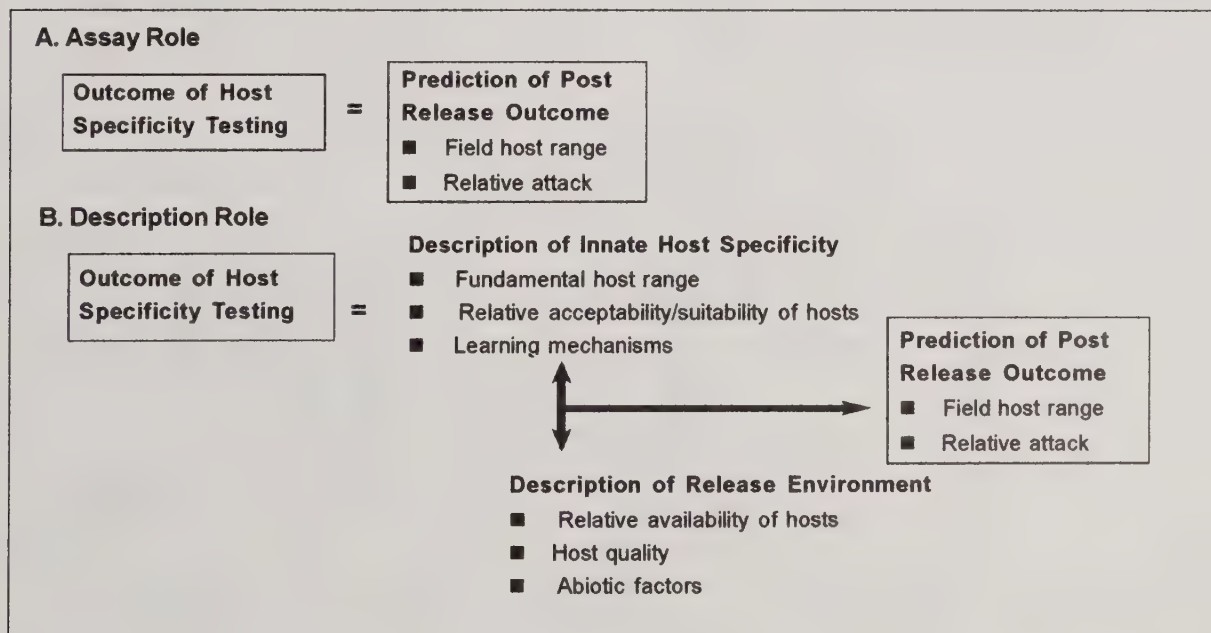 A. Assay Role
Outcome of Host
Specificity Testing
=
Prediction of Post
Release Outcome
■ Field host range
■ Relative attack
B. Description Role
Outcome of Host
Specificity Testing
=
Description of Innate Host Specificity
■ Fundamental host range
■ Relative acceptability/suitability of hosts
■ Learning mechanisms
Prediction of Post
Release Outcome
■ Field host range
■ Relative attack
Description of Release Environment
■ Relative availability of hosts
■ Host quality
■ Abiotic factors